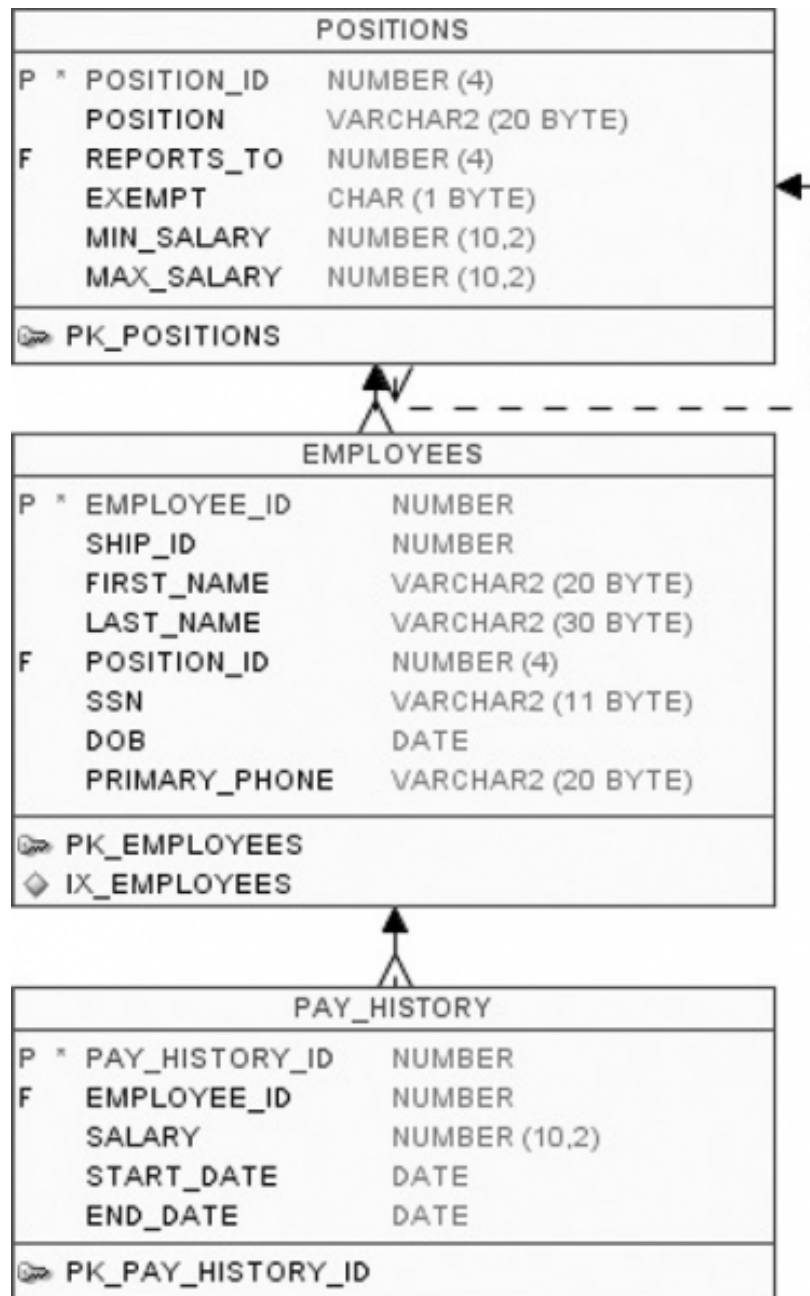 POSITIONS
P * POSITION_ID NUMBER (4)
POSITION VARCHAR2 (20 BYTE)
F REPORTS_TO NUMBER (4)
EXEMPT CHAR (1 BYTE)
MIN_SALARY NUMBER (10,2)
MAX_SALARY NUMBER (10,2)
PK_POSITIONS
EMPLOYEES
P * EMPLOYEE_ID NUMBER
SHIP_ID NUMBER
FIRST_NAME VARCHAR2 (20 BYTE)
LAST_NAME VARCHAR2 (30 BYTE)
F POSITION_ID NUMBER (4)
SSN VARCHAR2 (11 BYTE)
DOB DATE
PRIMARY_PHONE VARCHAR2 (20 BYTE)
PK_EMPLOYEES
IX_EMPLOYEES
PAY_HISTORY
P * PAY_HISTORY_ID NUMBER
F EMPLOYEE_ID NUMBER
SALARY NUMBER (10,2)
START_DATE DATE
END_DATE DATE
PK_PAY_HISTORY_ID